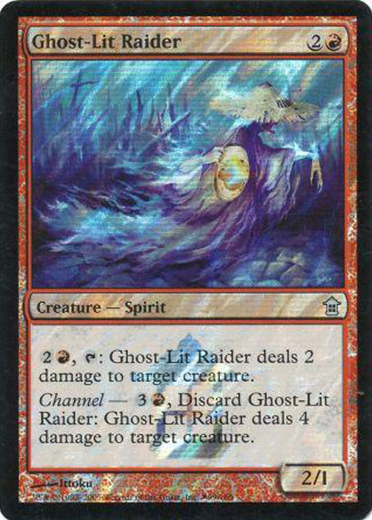 Ghost-Lit Raider 2
Creature — Spirit
2, : Ghost-Lit Raider deals 2
damage to target creature.
Channel — 3, Discard Ghost-Lit
Raider: Ghost-Lit Raider deals 4
damage to target creature.
Ittoku
2/1